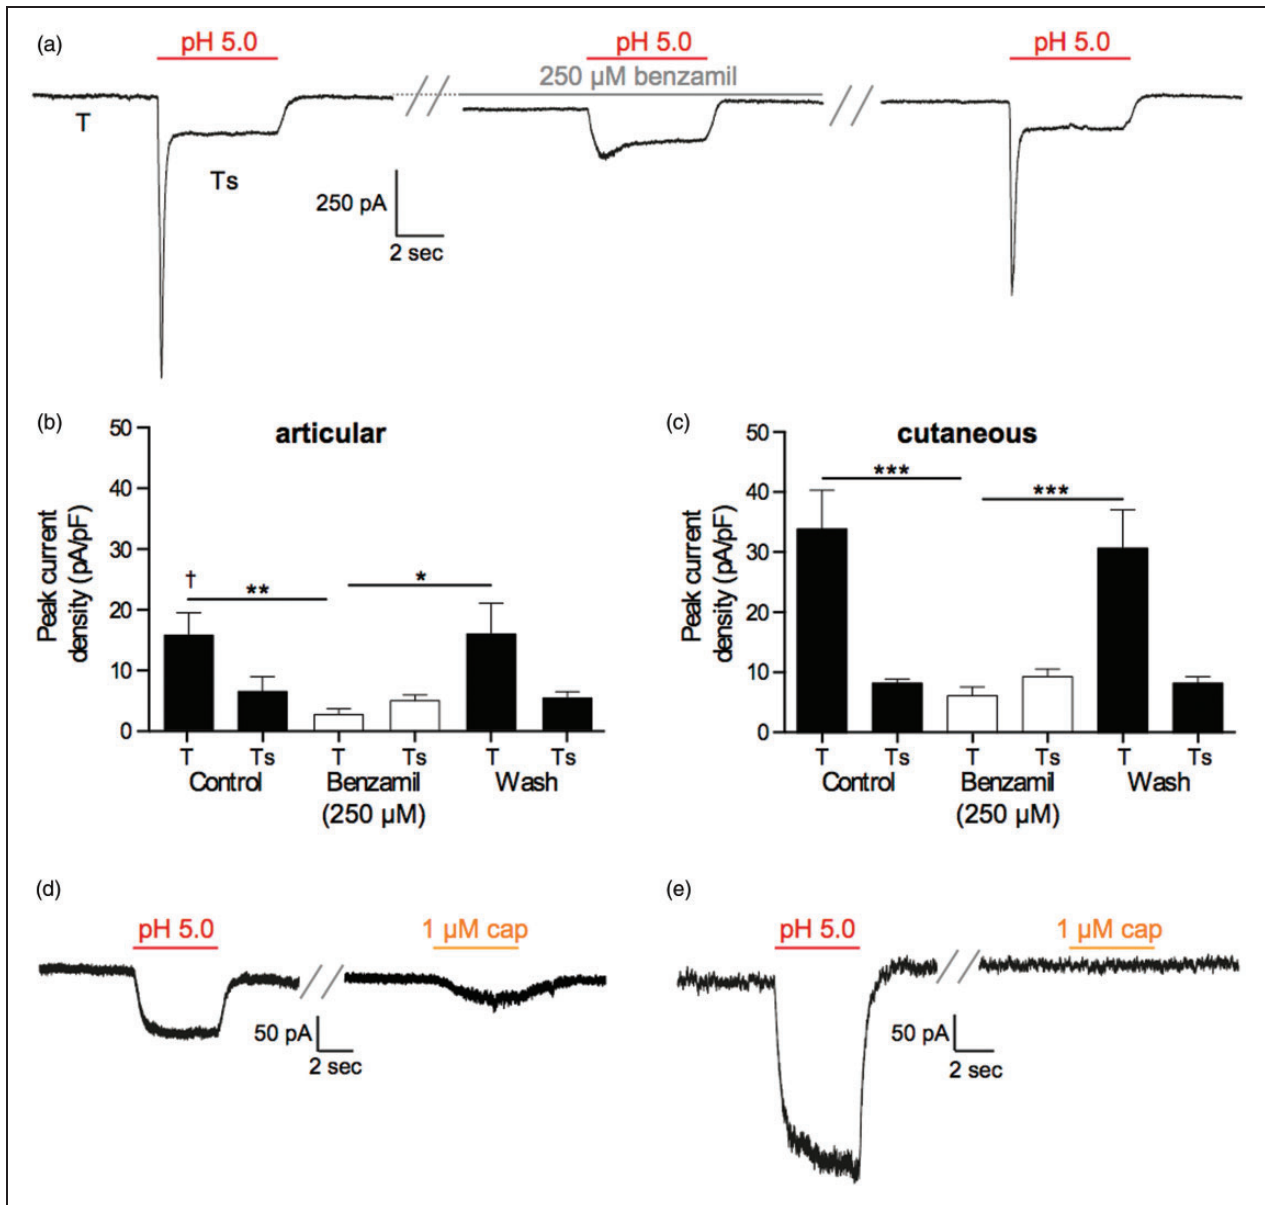 (a)
pH 5.0
pH 5.0
pH 5.0
250 µM benzamil
T
Ts
250 pA
2 sec
(b)
articular
Peak current
density (pA/pF)
50
40
30
20
10
0
†
**
*
T Ts T Ts T Ts
Control Benzamil Wash
(250 µM)
(c)
cutaneous
Peak current
density (pA/pF)
50
40
30
20
10
0
***
***
T Ts T Ts T Ts
Control Benzamil Wash
(250 µM)
(d)
pH 5.0
1 µM cap
50 pA
2 sec
(e)
pH 5.0
1 µM cap
50 pA
2 sec